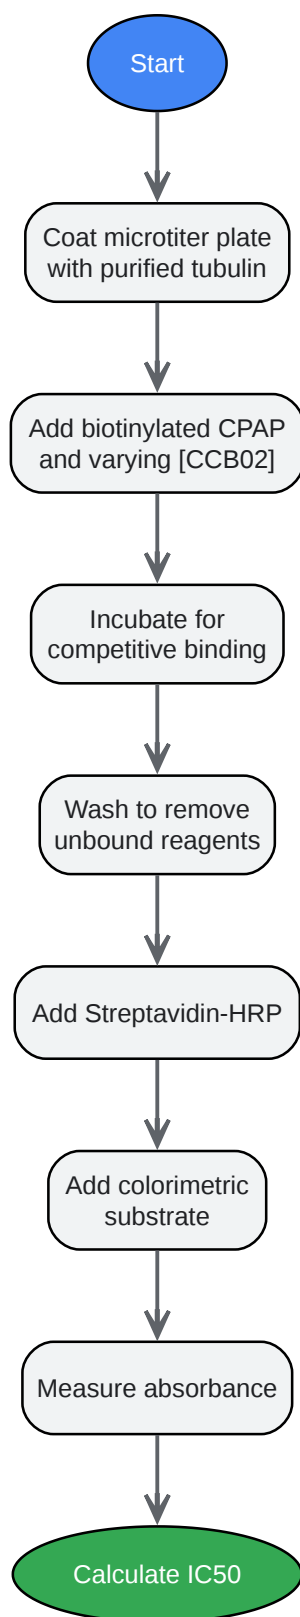 Start
Coat microtiter plate
with purified tubulin
Add biotinylated CPAP
and varying [CCB02]
Incubate for
competitive binding
Wash to remove
unbound reagents
Add Streptavidin-HRP
Add colorimetric
substrate
Measure absorbance
Calculate IC50